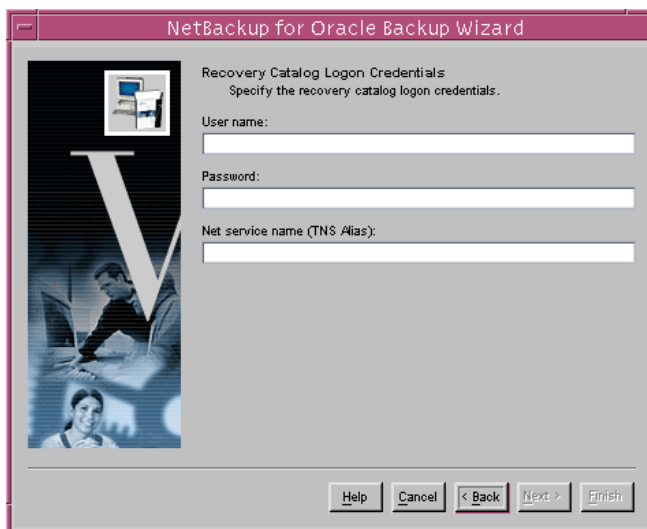 NetBackup for Oracle Backup Wizard
Recovery Catalog Logon Credentials
Specify the recovery catalog logon credentials.
User name:
Password:
Net service name (TNS Alias):
Help
Cancel
< Back
Next >
Finish